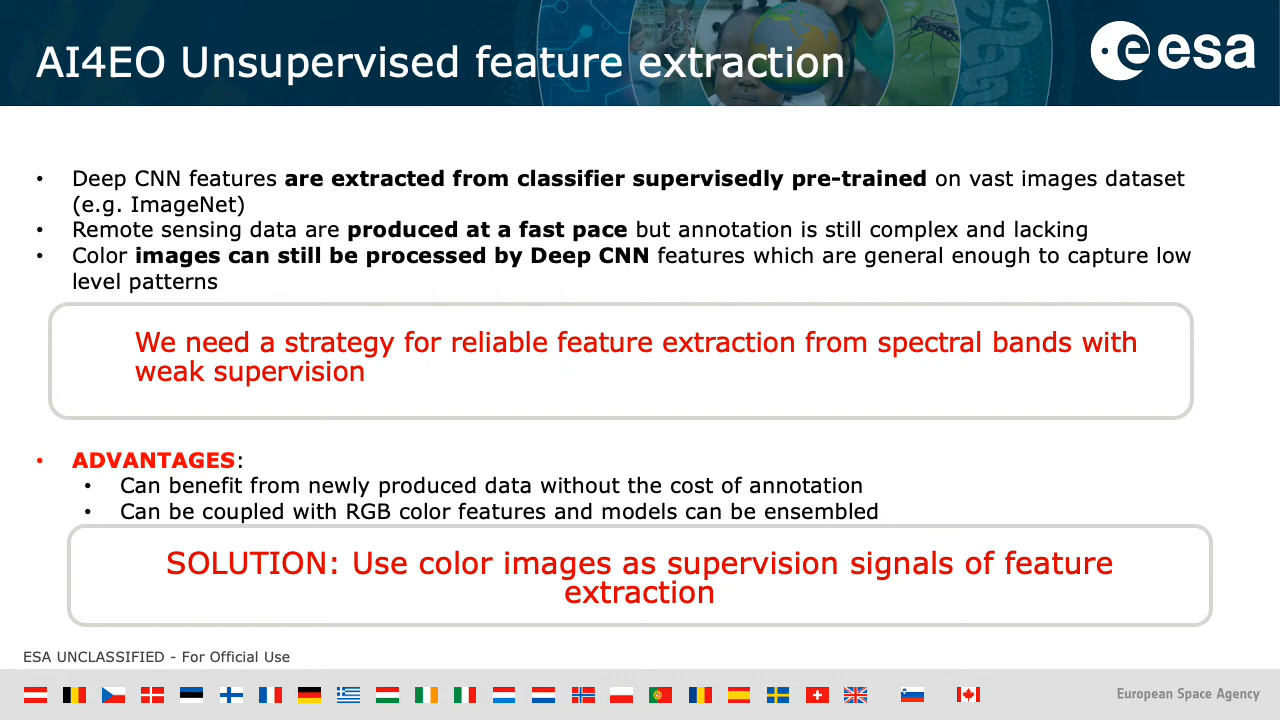 AI4EO Unsupervised feature extraction
esa
• Deep CNN features are extracted from classifier supervisedly pre-trained on vast images dataset
(e.g. ImageNet)
• Remote sensing data are produced at a fast pace but annotation is still complex and lacking
• Color images can still be processed by Deep CNN features which are general enough to capture low
level patterns
We need a strategy for reliable feature extraction from spectral bands with
weak supervision
• ADVANTAGES:
• Can benefit from newly produced data without the cost of annotation
• Can be coupled with RGB color features and models can be ensembled
SOLUTION: Use color images as supervision signals of feature
extraction
ESA UNCLASSIFIED - For Official Use
European Space Agency